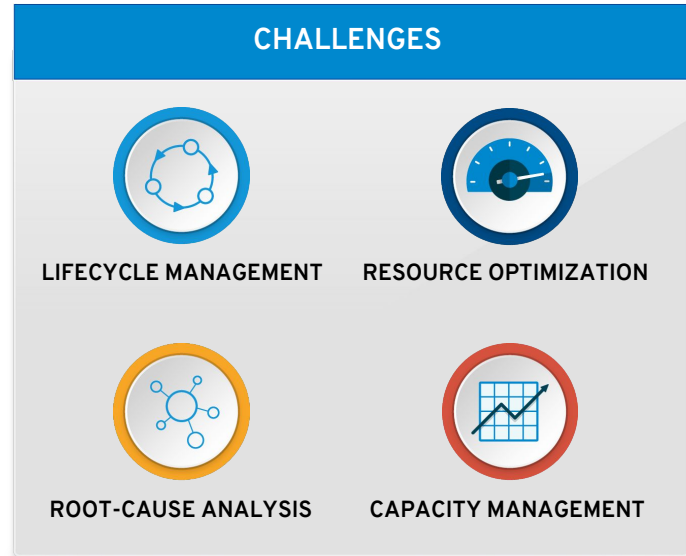 CHALLENGES
LIFECYCLE MANAGEMENT
RESOURCE OPTIMIZATION
ROOT-CAUSE ANALYSIS
CAPACITY MANAGEMENT